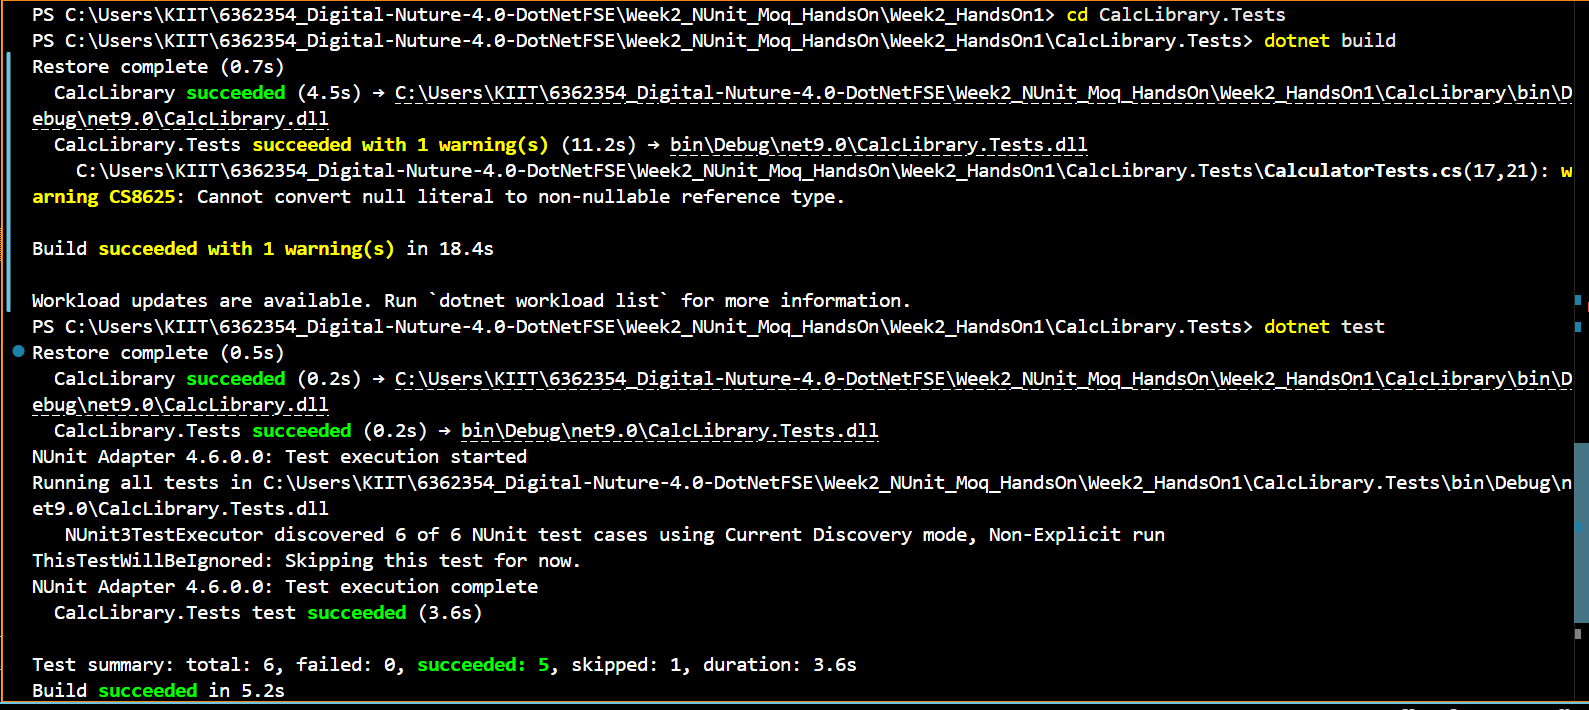 PS C:\Users\KIIT\6362354_Digital-Nuture-4.0-DotNetFSE\Week2_NUnit_Moq_HandsOn\Week2_HandsOn1> cd CalcLibrary.Tests
PS C:\Users\KIIT\6362354_Digital-Nuture-4.0-DotNetFSE\Week2_NUnit_Moq_HandsOn\Week2_HandsOn1\CalcLibrary.Tests> dotnet build
Restore complete (0.7s)
CalcLibrary succeeded (4.5s) → C:\Users\KIIT\6362354_Digital-Nuture-4.0-DotNetFSE\Week2_NUnit_Moq_HandsOn\Week2_HandsOn1\CalcLibrary\bin\D
ebug\net9.0\CalcLibrary.dll
CalcLibrary.Tests succeeded with 1 warning(s) (11.2s) → bin\Debug\net9.0\CalcLibrary.Tests.dll
C:\Users\KIIT\6362354_Digital-Nuture-4.0-DotNetFSE\Week2_NUnit_Moq_HandsOn\Week2_HandsOn1\CalcLibrary.Tests\CalculatorTests.cs(17,21): w
arning CS8625: Cannot convert null literal to non-nullable reference type.
Build succeeded with 1 warning(s) in 18.4s
Workload updates are available. Run `dotnet workload list` for more information.
PS C:\Users\KIIT\6362354_Digital-Nuture-4.0-DotNetFSE\Week2_NUnit_Moq_HandsOn\Week2_HandsOn1\CalcLibrary.Tests> dotnet test
Restore complete (0.5s)
CalcLibrary succeeded (0.2s) → C:\Users\KIIT\6362354_Digital-Nuture-4.0-DotNetFSE\Week2_NUnit_Moq_HandsOn\Week2_HandsOn1\CalcLibrary\bin\D
ebug\net9.0\CalcLibrary.dll
CalcLibrary.Tests succeeded (0.2s) → bin\Debug\net9.0\CalcLibrary.Tests.dll
NUnit Adapter 4.6.0.0: Test execution started
Running all tests in C:\Users\KIIT\6362354_Digital-Nuture-4.0-DotNetFSE\Week2_NUnit_Moq_HandsOn\Week2_HandsOn1\CalcLibrary.Tests\bin\Debug\n
et9.0\CalcLibrary.Tests.dll
NUnit3TestExecutor discovered 6 of 6 NUnit test cases using Current Discovery mode, Non-Explicit run
ThisTestWillBeIgnored: Skipping this test for now.
NUnit Adapter 4.6.0.0: Test execution complete
CalcLibrary.Tests test succeeded (3.6s)
Test summary: total: 6, failed: 0, succeeded: 5, skipped: 1, duration: 3.6s
Build succeeded in 5.2s